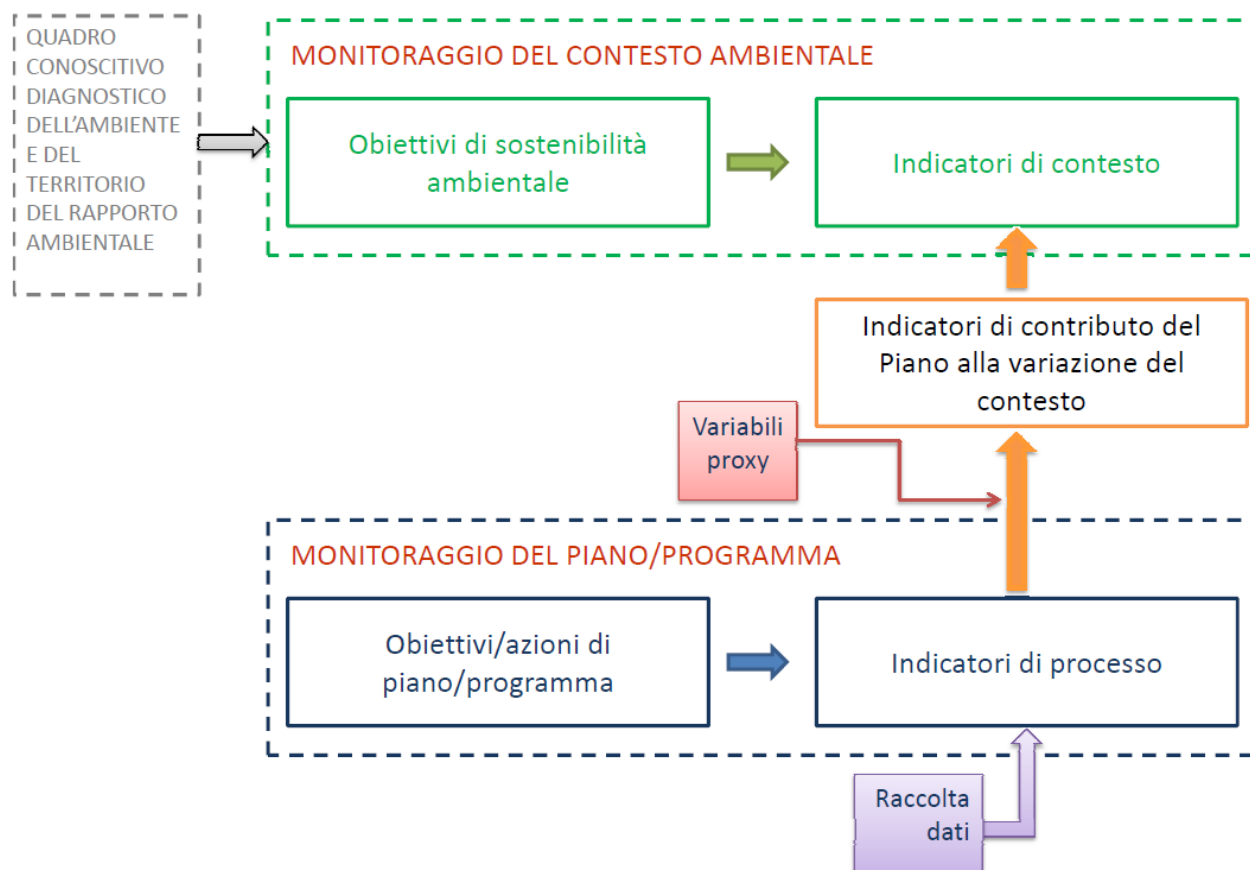 QUADRO
CONOSCITIVO
DIAGNOSTICO
DELL'AMBIENTE
E DEL
TERRITORIO
DEL RAPPORTO
AMBIENTALE
MONITORAGGIO DEL CONTESTO AMBIENTALE
Obiettivi di sostenibilità
ambientale
Indicatori di contesto
Indicatori di contributo del
Piano alla variazione del
contesto
Variabili
proxy
MONITORAGGIO DEL PIANO/PROGRAMMA
Obiettivi/azioni di
piano/programma
Indicatori di processo
Raccolta
dati